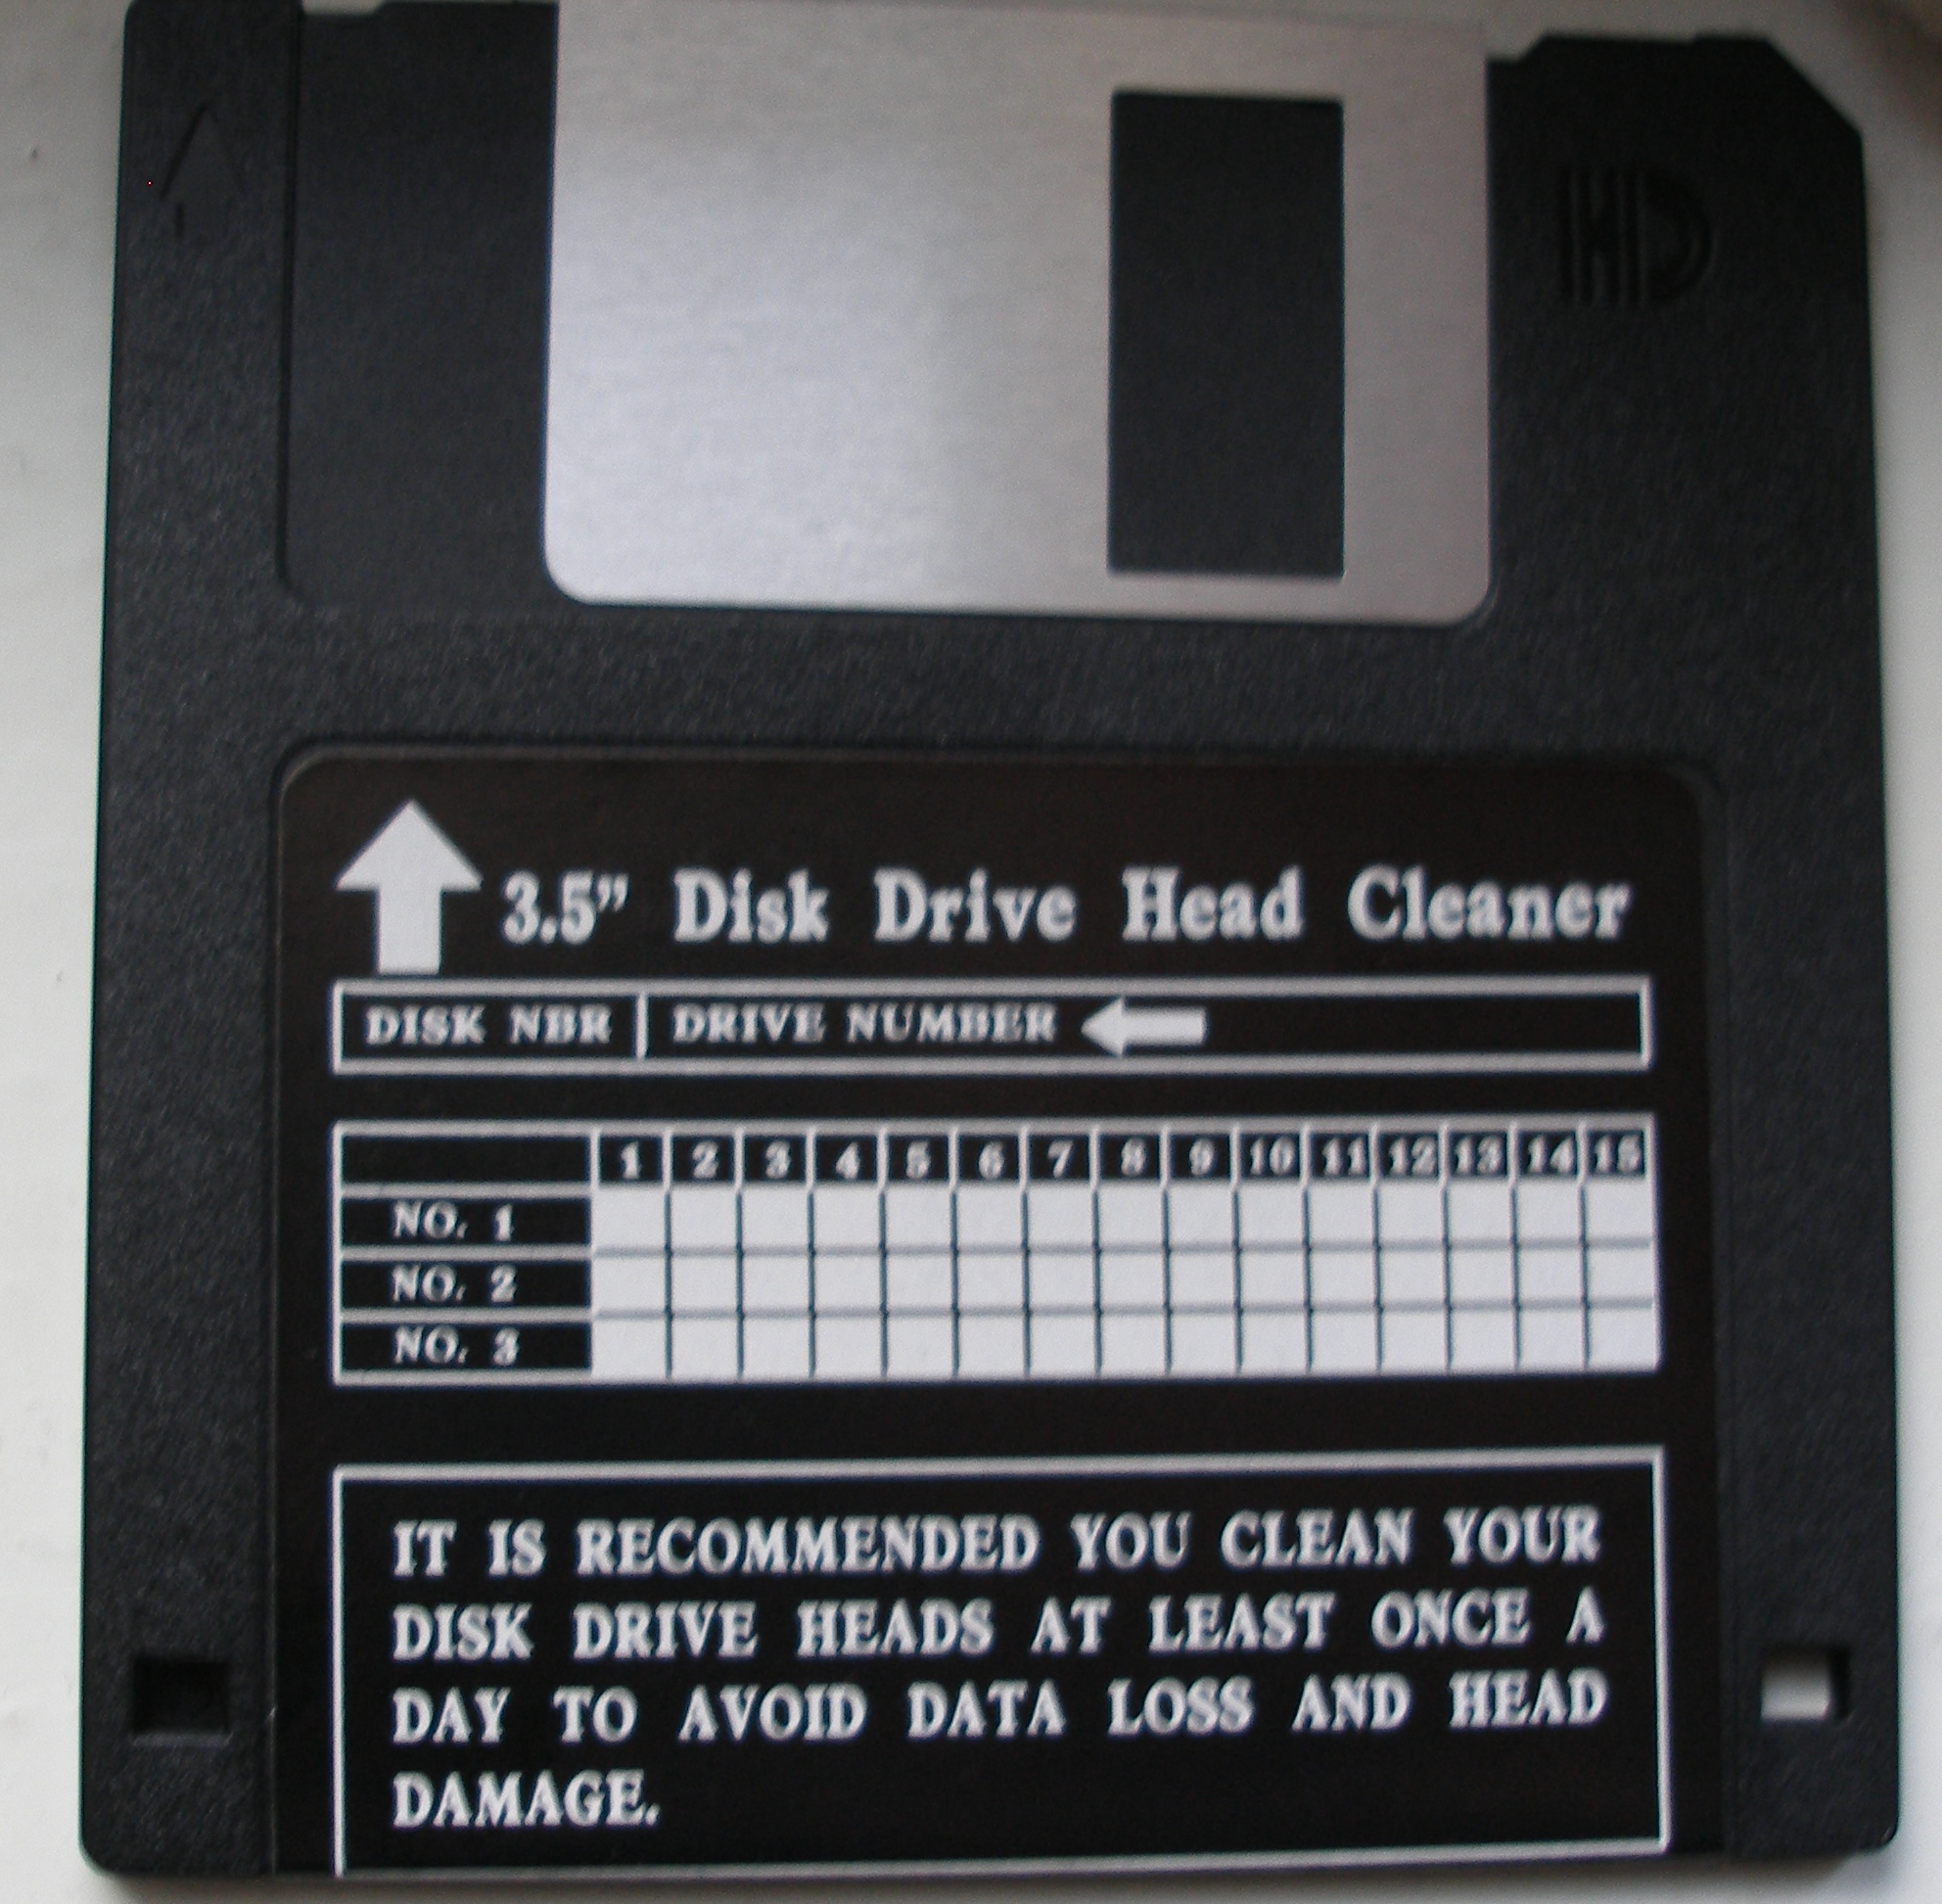 3.5” Disk Drive Head Cleaner
DISK NBR DRIVE NUMBER
1 2 3 4 5 6 7 8 9 10 11 12 13 14 15
NO. 1
NO. 2
NO. 3
IT IS RECOMMENDED YOU CLEAN YOUR
DISK DRIVE HEADS AT LEAST ONCE A
DAY TO AVOID DATA LOSS AND HEAD
DAMAGE.